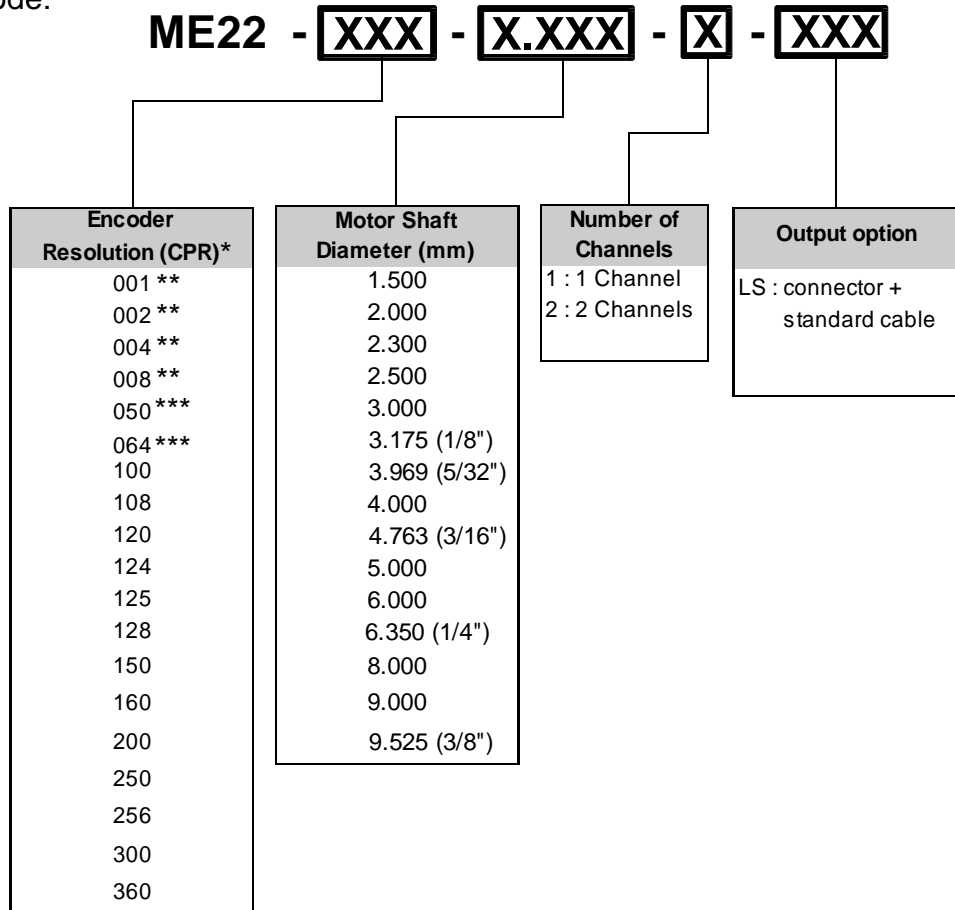 ode:
ME22 - XXX - X.XXX - X - XXX
Encoder
Resolution (CPR)*
001 **
002 **
004 **
008 **
050 ***
064 ***
100
108
120
124
125
128
150
160
200
250
256
300
360
Motor Shaft
Diameter (mm)
1.500
2.000
2.300
2.500
3.000
3.175 (1/8")
3.969 (5/32")
4.000
4.763 (3/16")
5.000
6.000
6.350 (1/4")
8.000
9.000
9.525 (3/8")
Number of
Channels
1 : 1 Channel
2 : 2 Channels
Output option
LS : connector +
standard cable